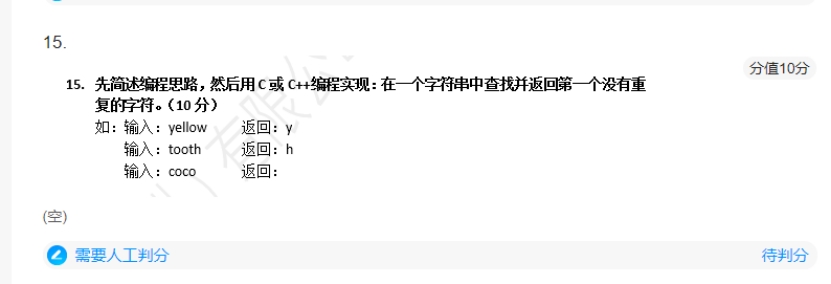 15.
分值10分
15. 先简述编程思路，然后用 C 或 C++编程实现：在一个字符串中查找并返回第一个没有重
复的字符。（10 分）
如：输入：yellow 返回：y
输入：tooth 返回：h
输入：coco 返回：
有限公
(空)
需要人工判分 待判分